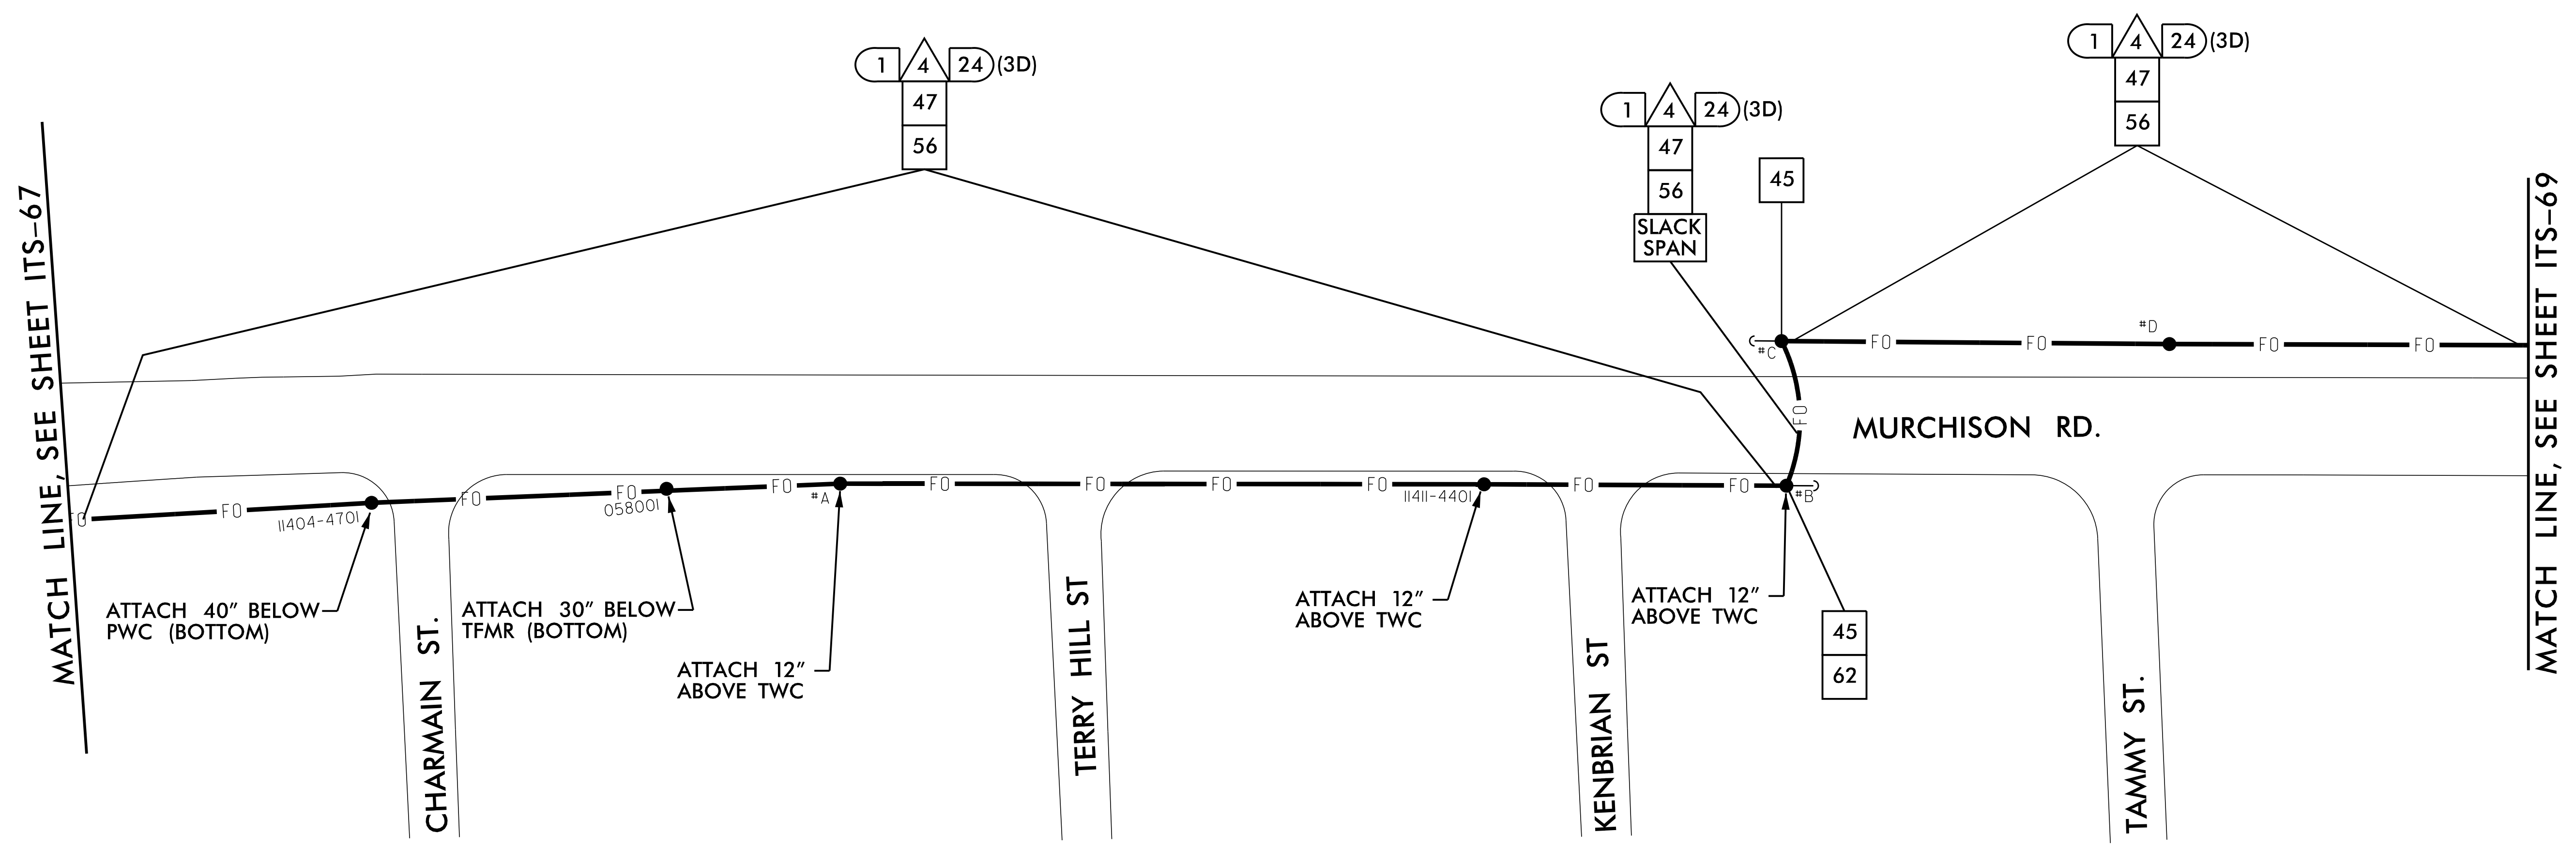 1 4 24 (3D)
47
56
1 4 24 (3D)
47
56
SLACK
SPAN
45
1 4 24 (3D)
47
56
MATCH LINE, SEE SHEET ITS-67
MATCH LINE, SEE SHEET ITS-69
#C
FO
FO
#D
FO
FO
FO
MURCHISON RD.
FO
FO
11404-4701
FO
FO
058001
FO
#A
FO
FO
FO
FO
11411-4401
FO
FO
#B
ATTACH 40" BELOW
PWC (BOTTOM)
ATTACH 30" BELOW
TFMR (BOTTOM)
ATTACH 12"
ABOVE TWC
ATTACH 12"
ABOVE TWC
ATTACH 12"
ABOVE TWC
45
62
CHARMAIN ST.
TERRY HILL ST
KENBRIAN ST
TAMMY ST.